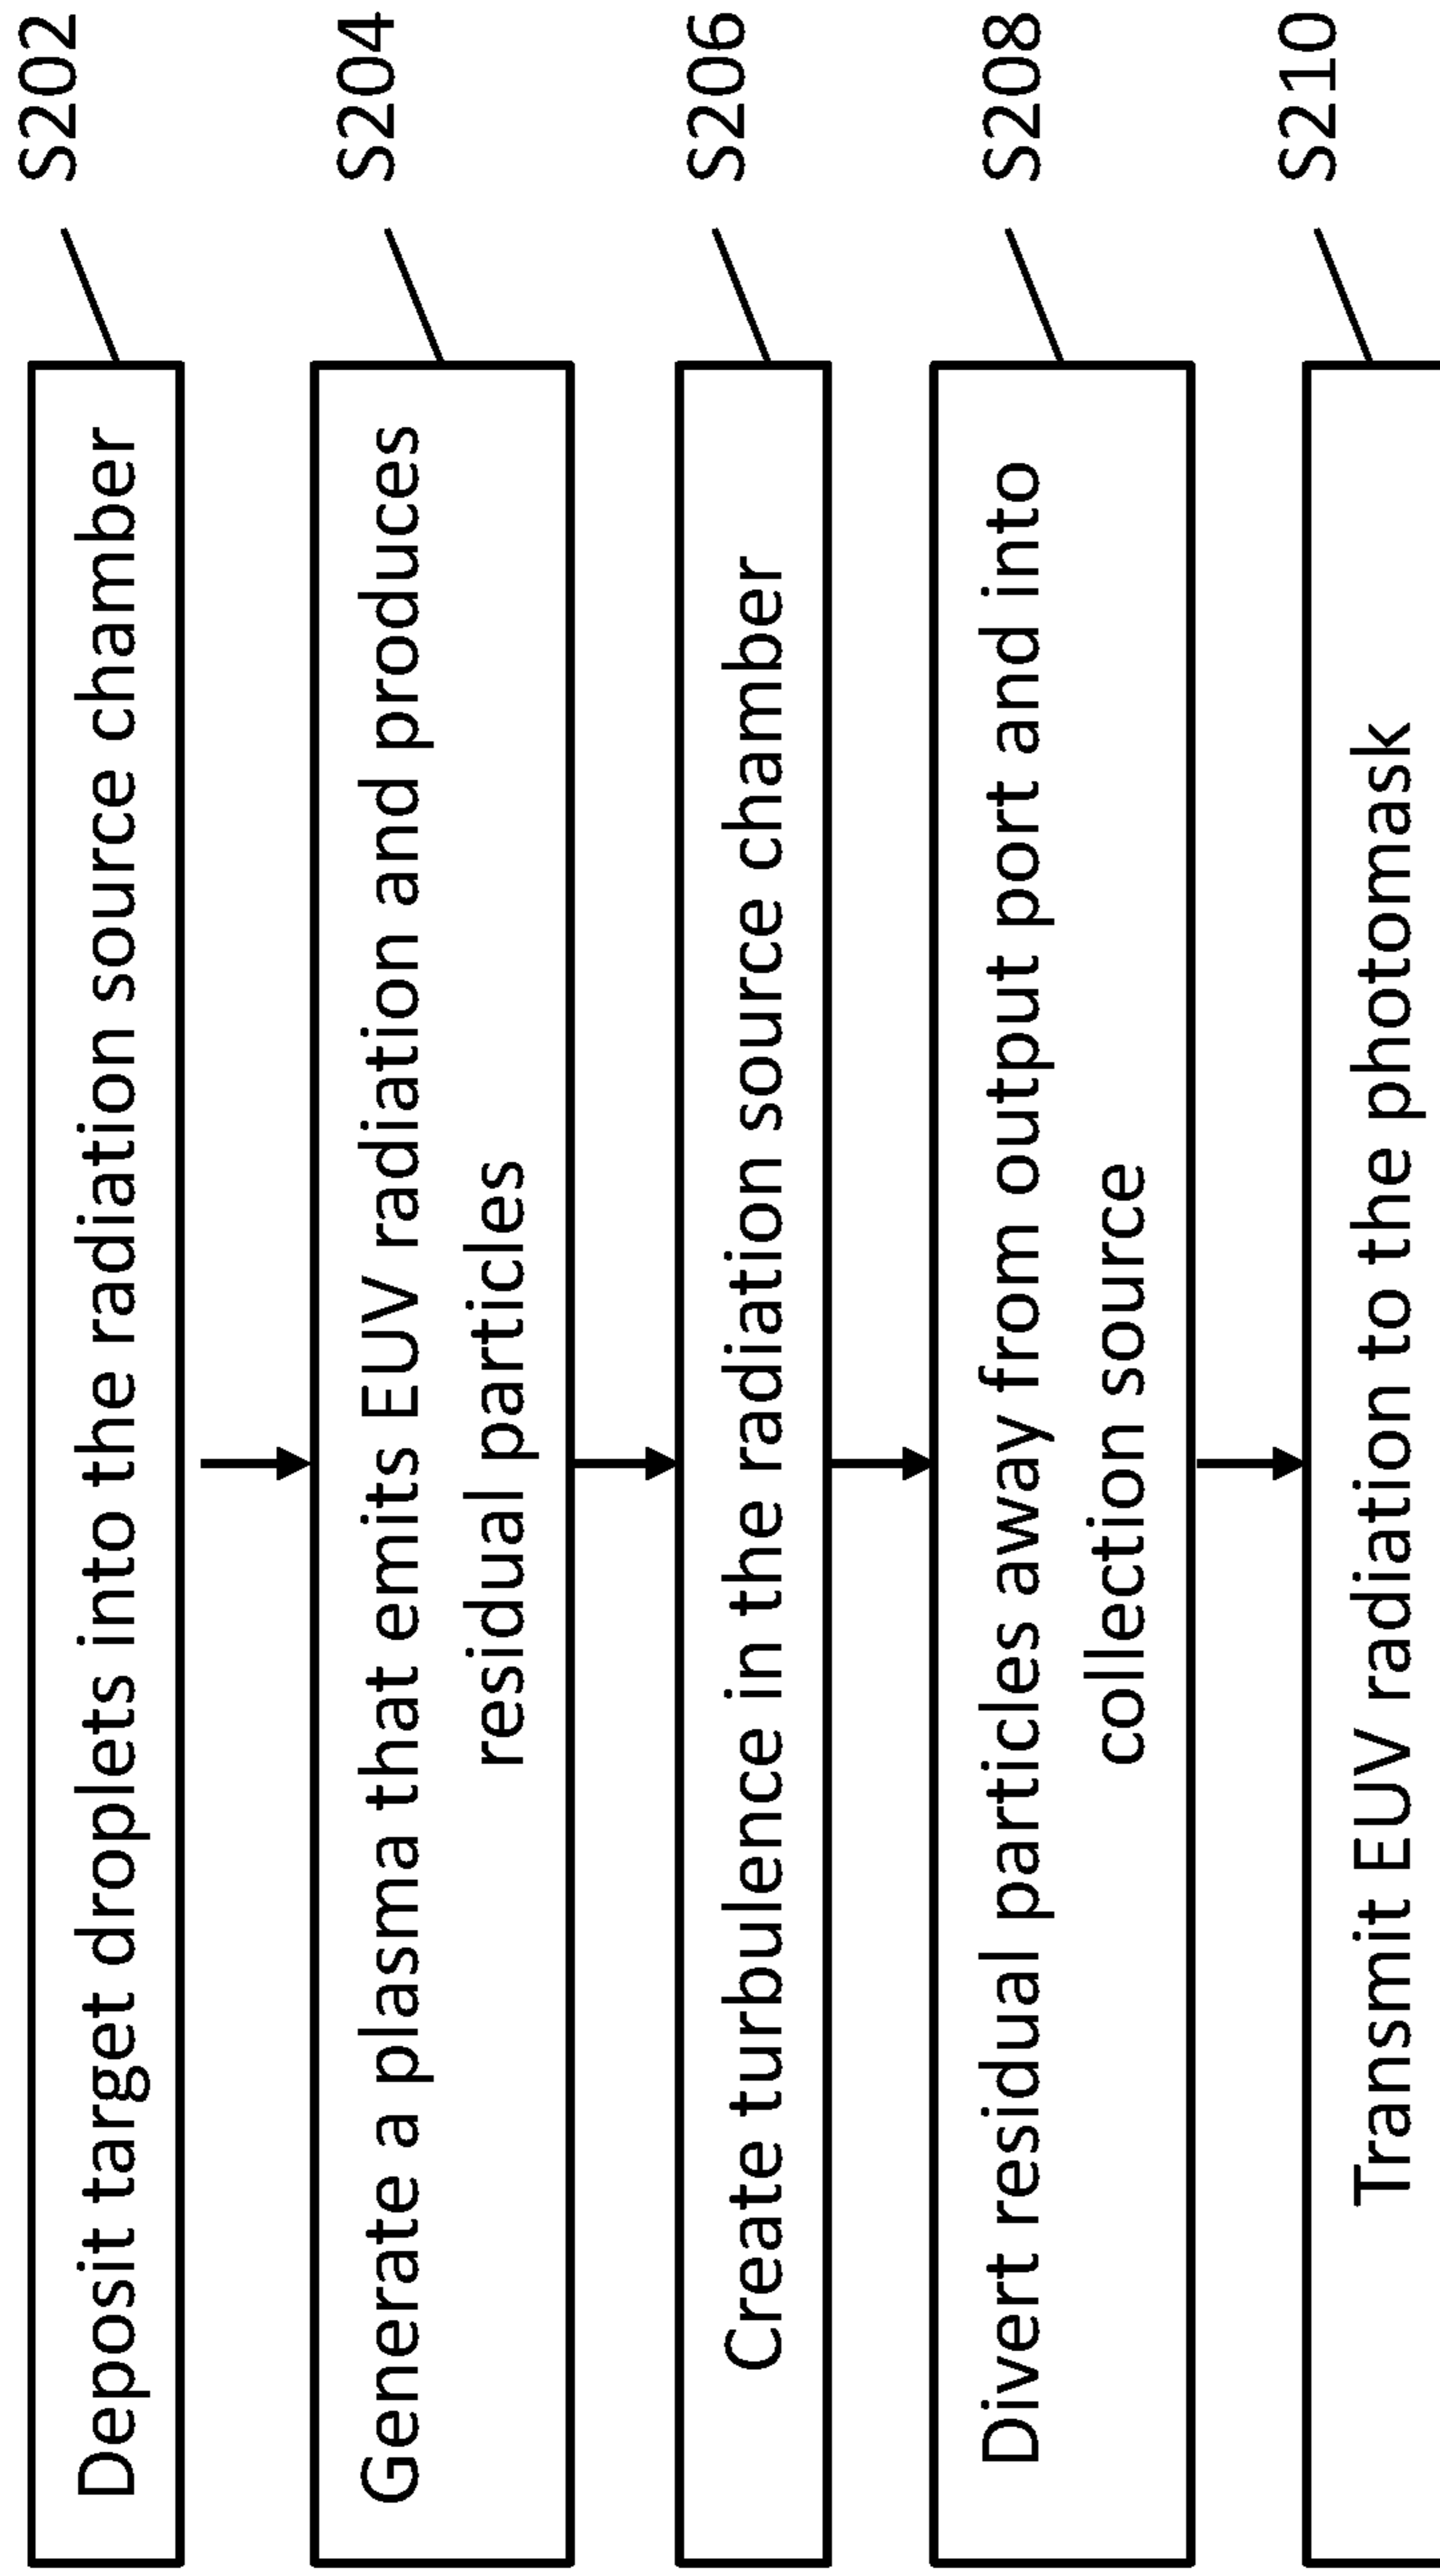 Deposit target droplets into the radiation source chamber
S202
Generate a plasma that emits EUV radiation and produces
residual particles
S204
Create turbulence in the radiation source chamber
S206
Divert residual particles away from output port and into
collection source
S208
Transmit EUV radiation to the photomask
S210